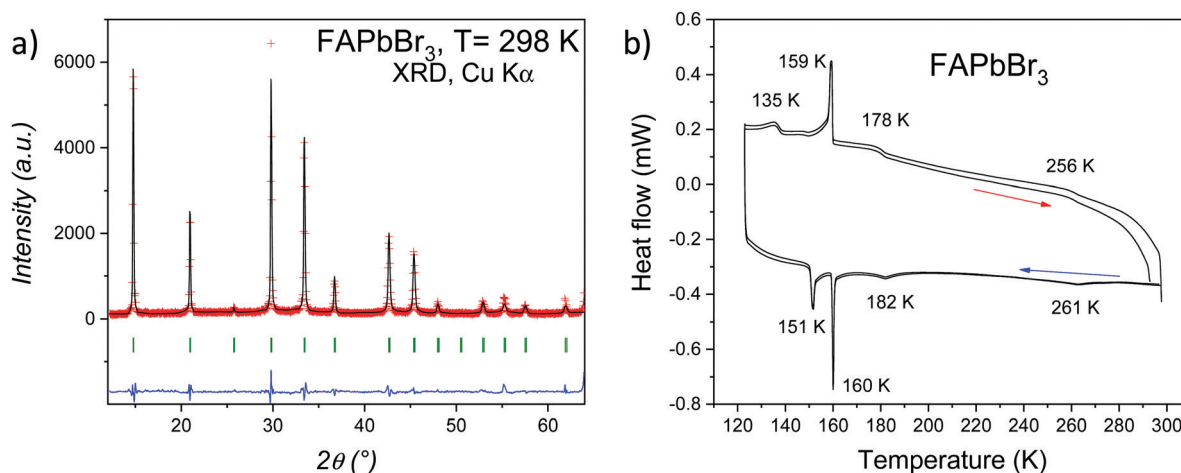 a)
FAPbBr3, T= 298 K
XRD, Cu Kα
Intensity (a.u.)
6000
4000
2000
0
20
30
40
50
60
2θ (°)
b)
FAPbBr3
Heat flow (mW)
0.6
0.4
0.2
0.0
-0.2
-0.4
-0.6
-0.8
159 K
135 K
178 K
256 K
151 K
182 K
261 K
160 K
120
140
160
180
200
220
240
260
280
300
Temperature (K)